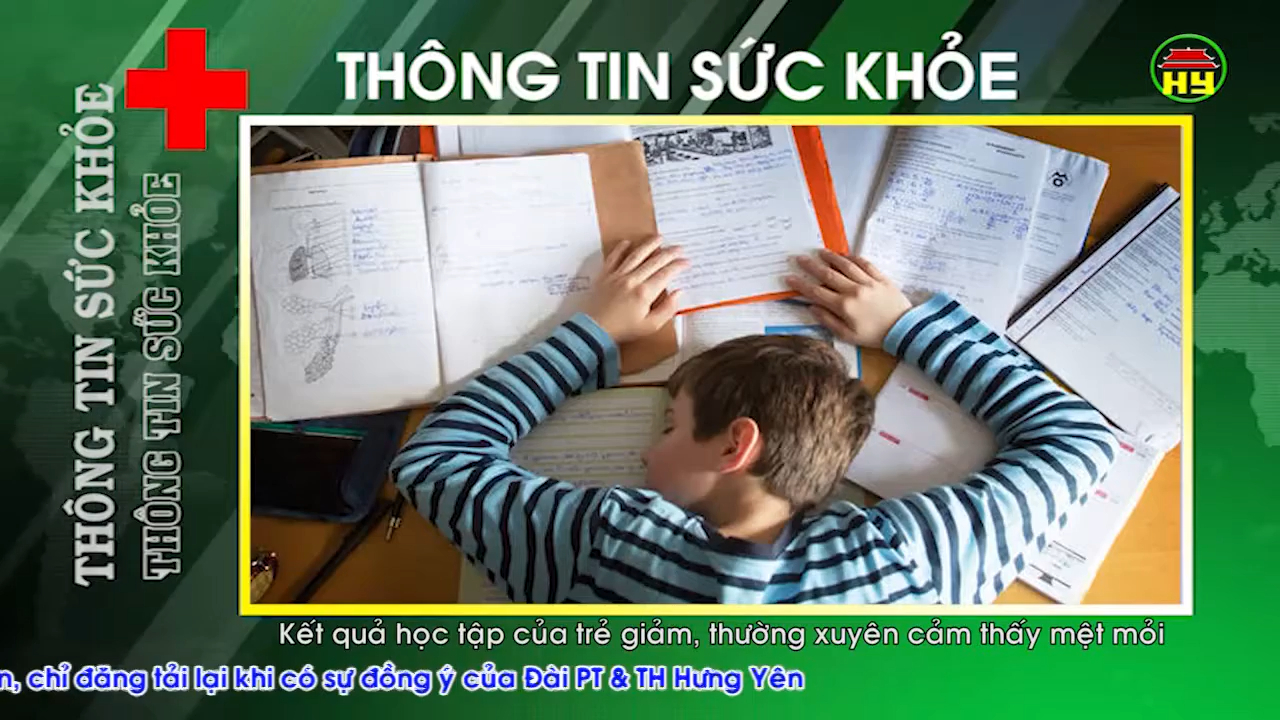 THÔNG TIN SỨC KHỎE
HY
THÔNG TIN SỨC KHỎE
THÔNG TIN SỨC KHỎE
Kết quả học tập của trẻ giảm, thường xuyên cảm thấy mệt mỏi
n, chỉ đăng tải lại khi có sự đồng ý của Đài PT & TH Hưng Yên